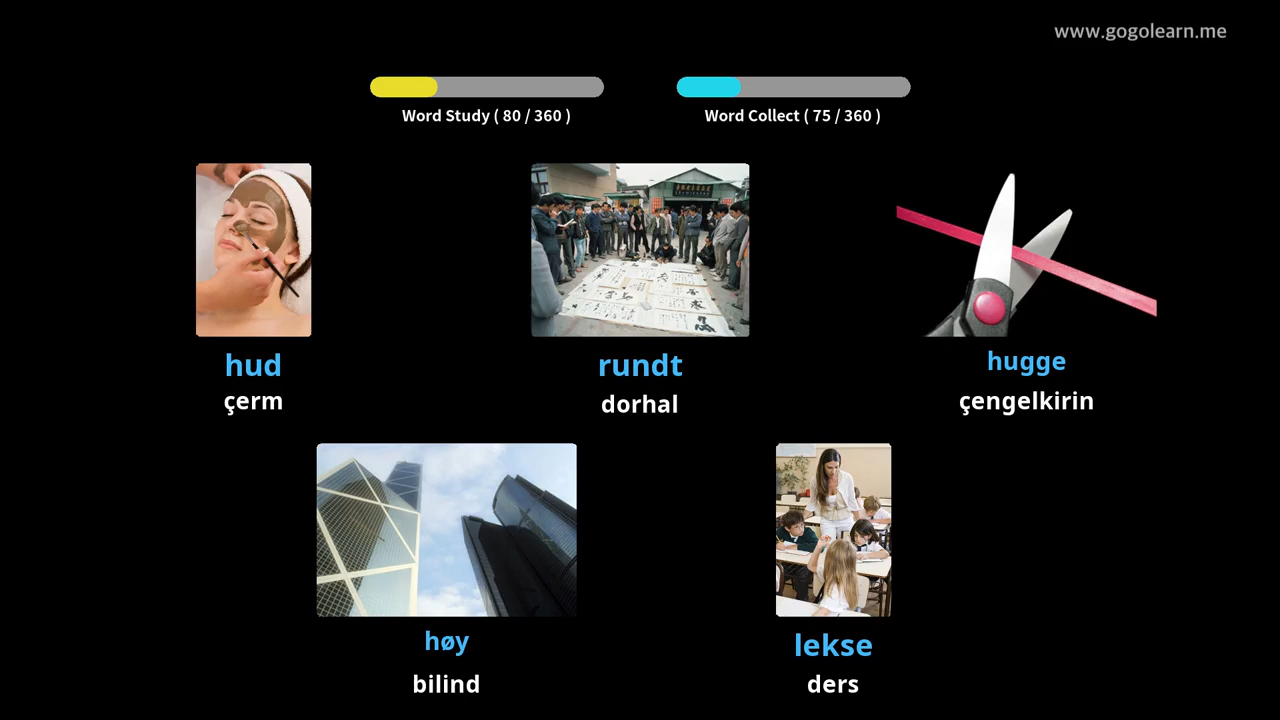 www.gogolearn.me
Word Study ( 80 / 360 )
Word Collect ( 75 / 360 )
hud
çerm
rundt
dorhal
hugge
çengelkirin
høy
bilind
lekse
ders